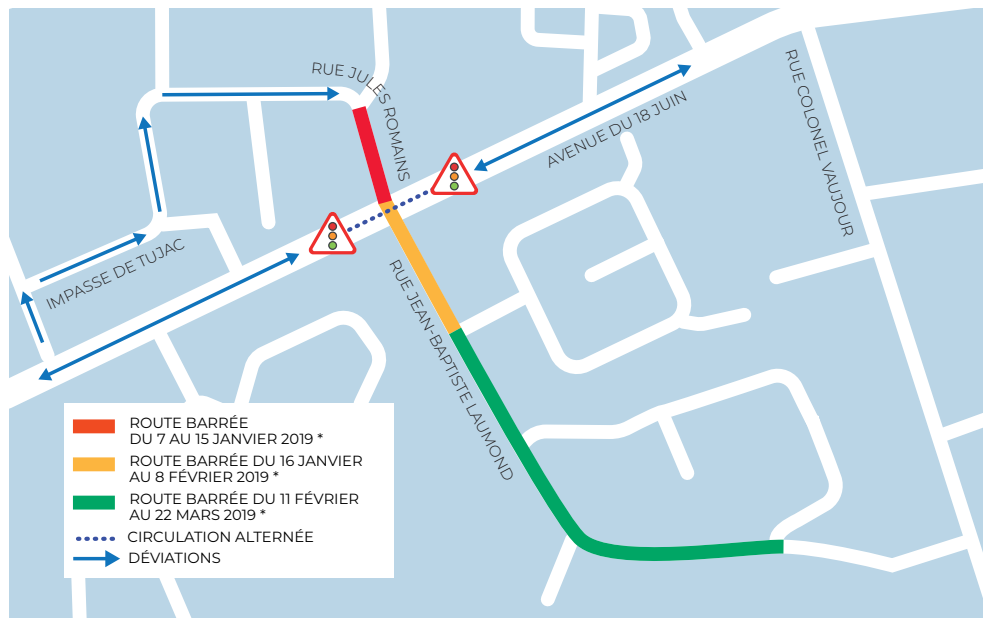 RUE JULES ROMAINS
RUE COLONEL VAUJOUR
AVENUE DU 18 JUIN
IMPASSE DE TUJAC
RUE JEAN-BAPTISTE LAUMOND
ROUTE BARRÉE
DU 7 AU 15 JANVIER 2019 *
ROUTE BARRÉE DU 16 JANVIER
AU 8 FÉVRIER 2019 *
ROUTE BARRÉE DU 11 FÉVRIER
AU 22 MARS 2019 *
CIRCULATION ALTERNÉE
DÉVIATIONS